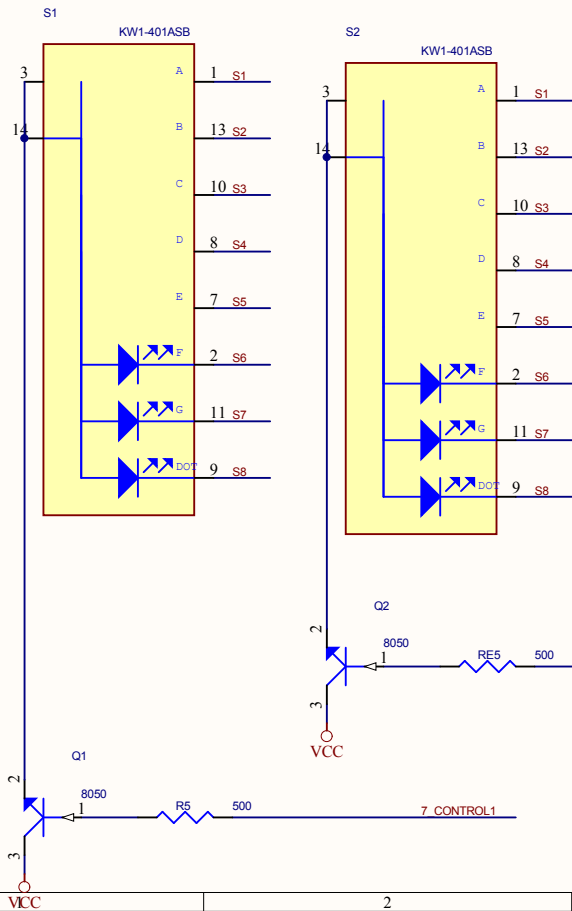 S1
KW1-401ASB
3
14
A
1 S1
B
13 S2
C
10 S3
D
8 S4
E
7 S5
F
2 S6
G
11 S7
DOT
9 S8
S2
KW1-401ASB
3
14
A
1 S1
B
13 S2
C
10 S3
D
8 S4
E
7 S5
F
2 S6
G
11 S7
DOT
9 S8
Q2
2
8050
1
RE5 500
3
VCC
Q1
2
8050
1
R5 500
7_CONTROL1
3
VCC
2